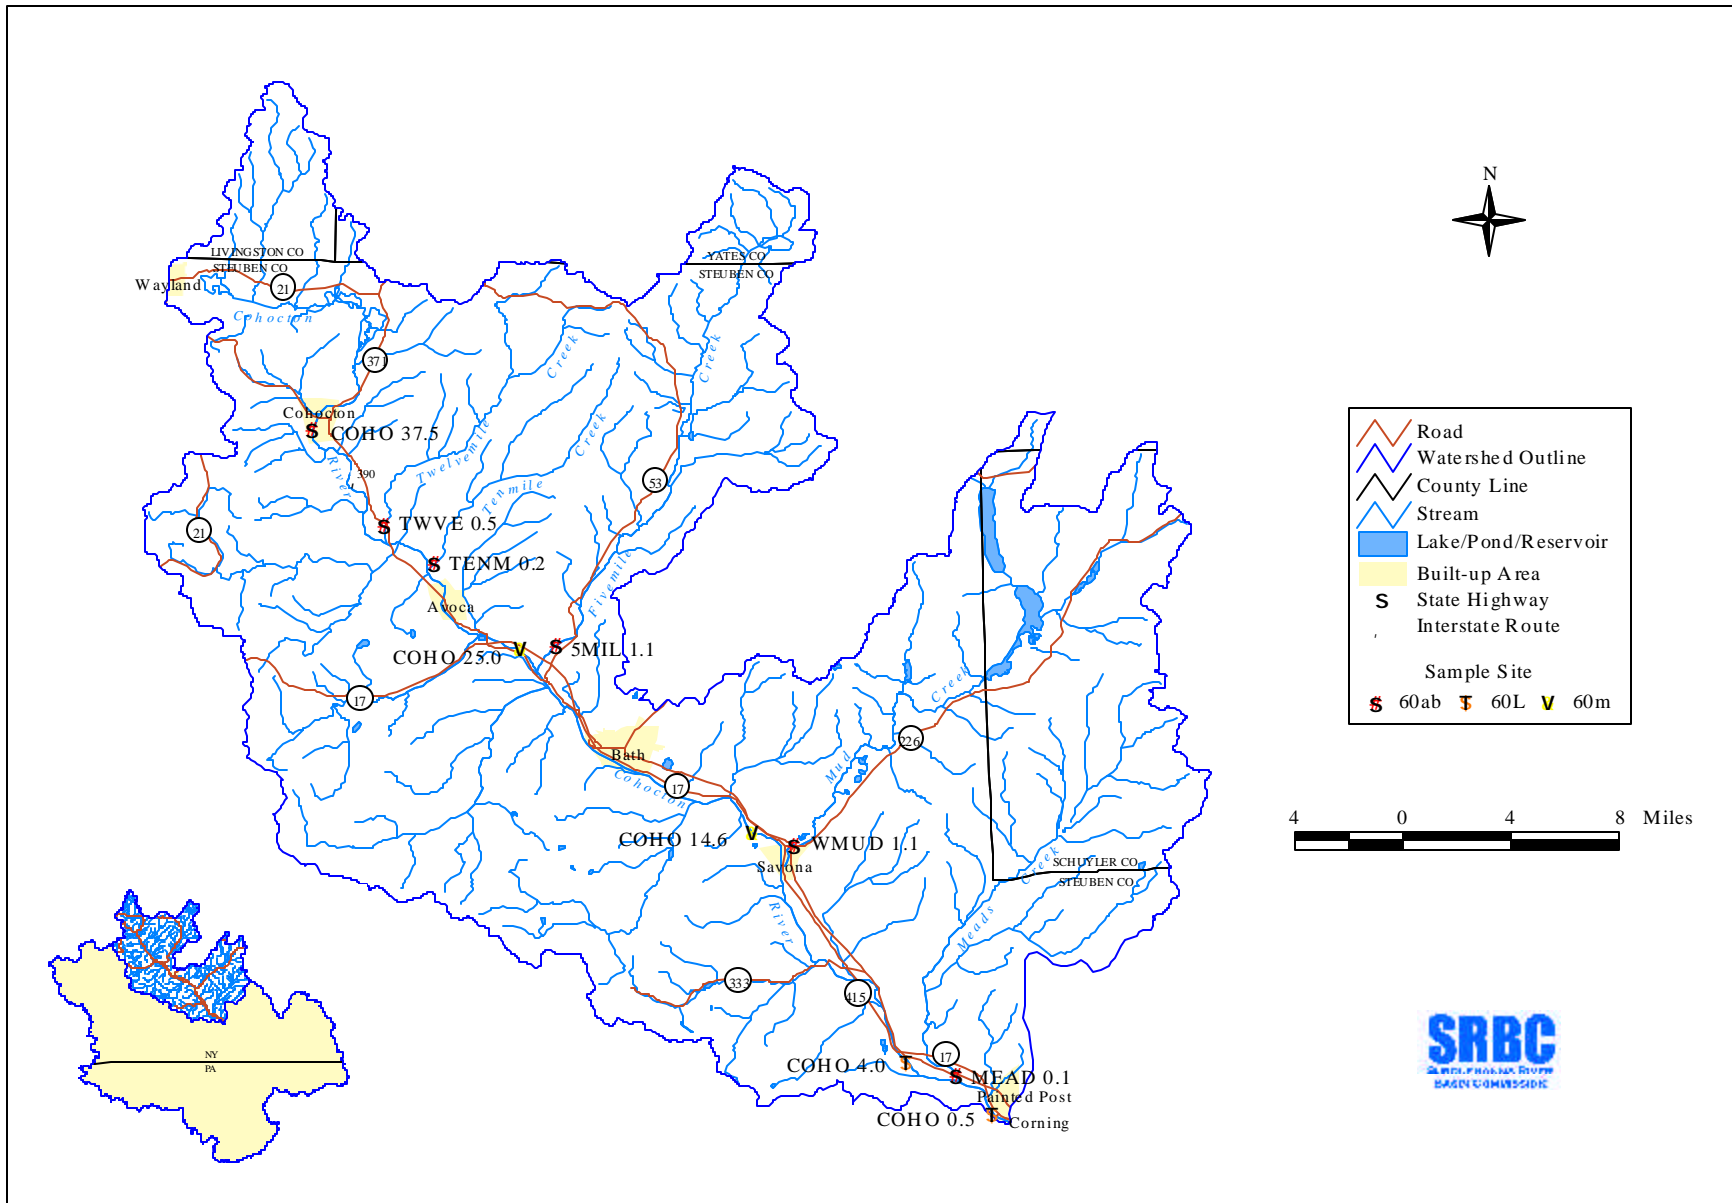 N
LIVINGSTON CO
STEUBEN CO
YATES CO
STEUBEN CO
Wayland
21
Cohocton
371
Creek
Creek
Cohocton
COHO 37.5
Creek
River
390
Twelvemile
Tenmile
53
21
TWVE 0.5
TENM 0.2
Fivemile
Avoca
COHO 25.0
5MIL 1.1
17
Creek
226
Mud
Bath
Cohocton
17
COHO 14.6
WMUD 1.1
Savona
SCHUYLER CO
STEUBEN CO
Creek
Meads
River
333
415
COHO 4.0
17
MEAD 0.1
Painted Post
COHO 0.5
Corning
Road
Watershed Outline
County Line
Stream
Lake/Pond/Reservoir
Built-up Area
S State Highway
Interstate Route
Sample Site
S 60ab T 60L V 60m
4 0 4 8 Miles
NY
PA
SRBC
SUSQUEHANNA RIVER
BASIN COMMISSION